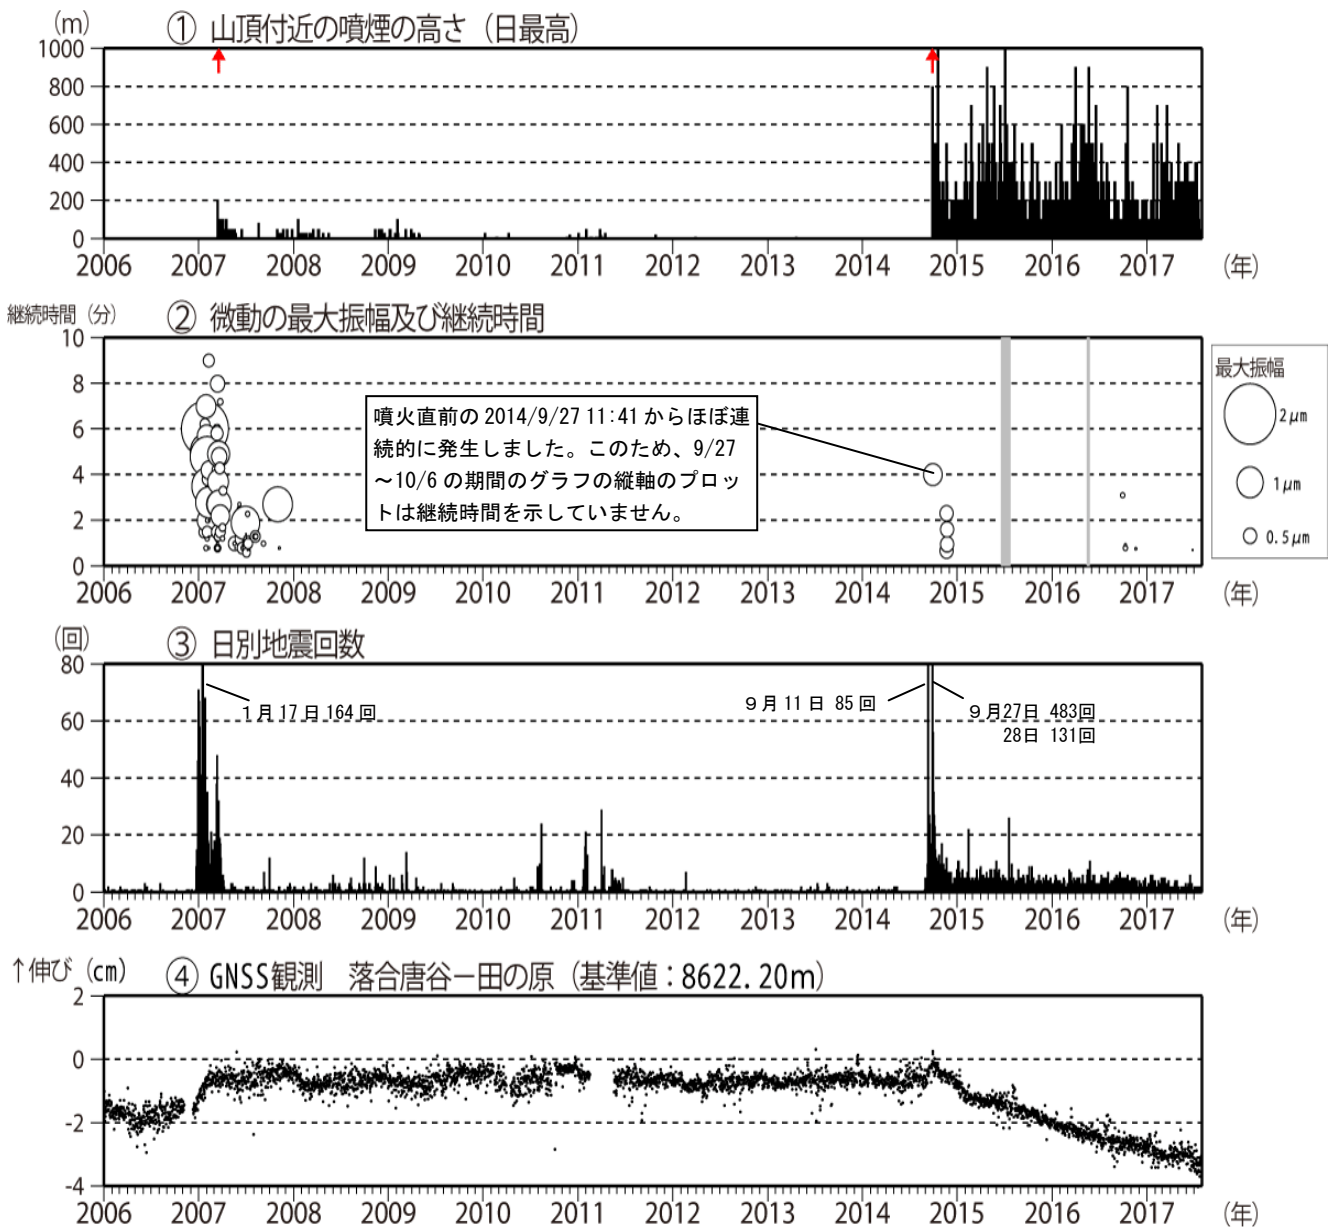 (m)
① 山頂付近の噴煙の高さ（日最高）
1000
800
600
400
200
0
2006 2007 2008 2009 2010 2011 2012 2013 2014 2015 2016 2017 (年)
継続時間（分）
② 微動の最大振幅及び継続時間
10
8
6
4
2
0
噴火直前の 2014/9/27 11:41 からほぼ連
続的に発生しました。このため、9/27
～10/6 の期間のグラフの縦軸のプロッ
トは継続時間を示していません。
最大振幅
2μm
1μm
0.5μm
2006 2007 2008 2009 2010 2011 2012 2013 2014 2015 2016 2017 (年)
(回)
③ 日別地震回数
80
60
40
20
0
1月17日164回
9月11日 85回
9月27日 483回
28日 131回
2006 2007 2008 2009 2010 2011 2012 2013 2014 2015 2016 2017 (年)
↑伸び（cm）
④ GNSS観測 落合唐谷－田の原（基準値：8622.20m）
2
0
-2
-4
2006 2007 2008 2009 2010 2011 2012 2013 2014 2015 2016 2017 (年)